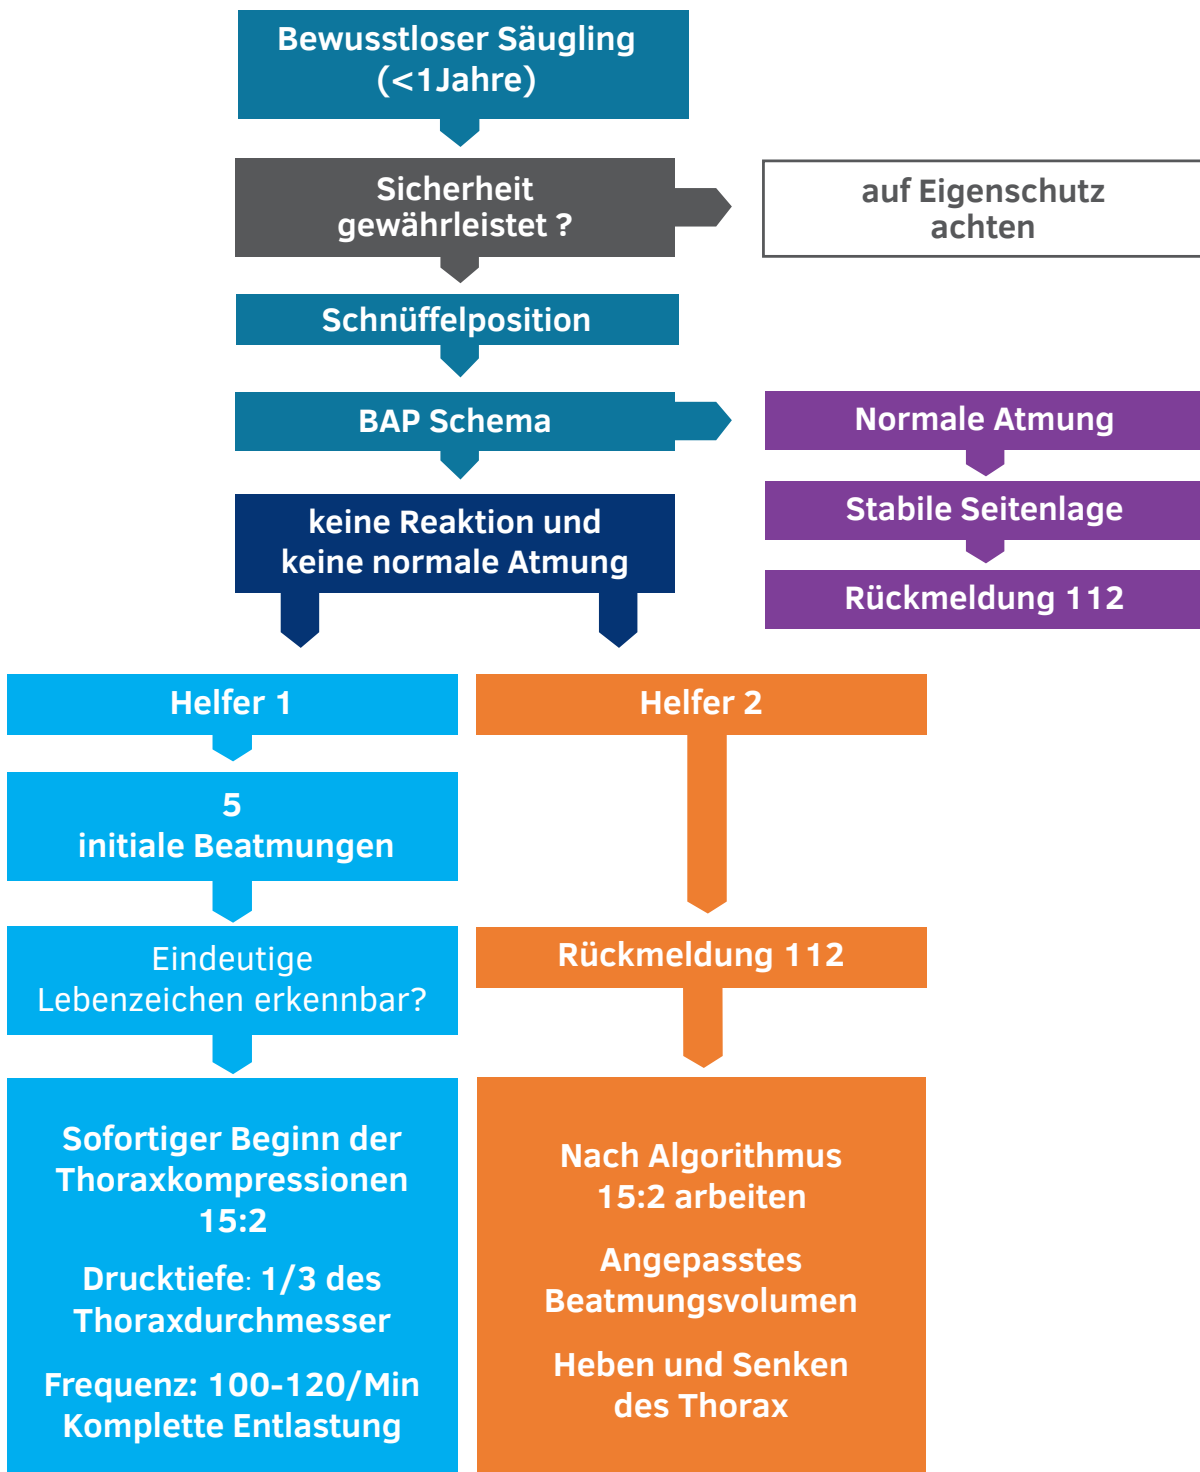 Bewusstloser Säugling
(<1Jahre)
Sicherheit
gewährleistet ?
auf Eigenschutz
achten
Schnüffelposition
BAP Schema
Normale Atmung
Stabile Seitenlage
Rückmeldung 112
keine Reaktion und
keine normale Atmung
Helfer 1
5
initiale Beatmungen
Eindeutige
Lebenzeichen erkennbar?
Sofortiger Beginn der
Thoraxkompressionen
15:2
Drucktiefe: 1/3 des
Thoraxdurchmesser
Frequenz: 100-120/Min
Komplette Entlastung
Helfer 2
Rückmeldung 112
Nach Algorithmus
15:2 arbeiten
Angepasstes
Beatmungsvolumen
Heben und Senken
des Thorax